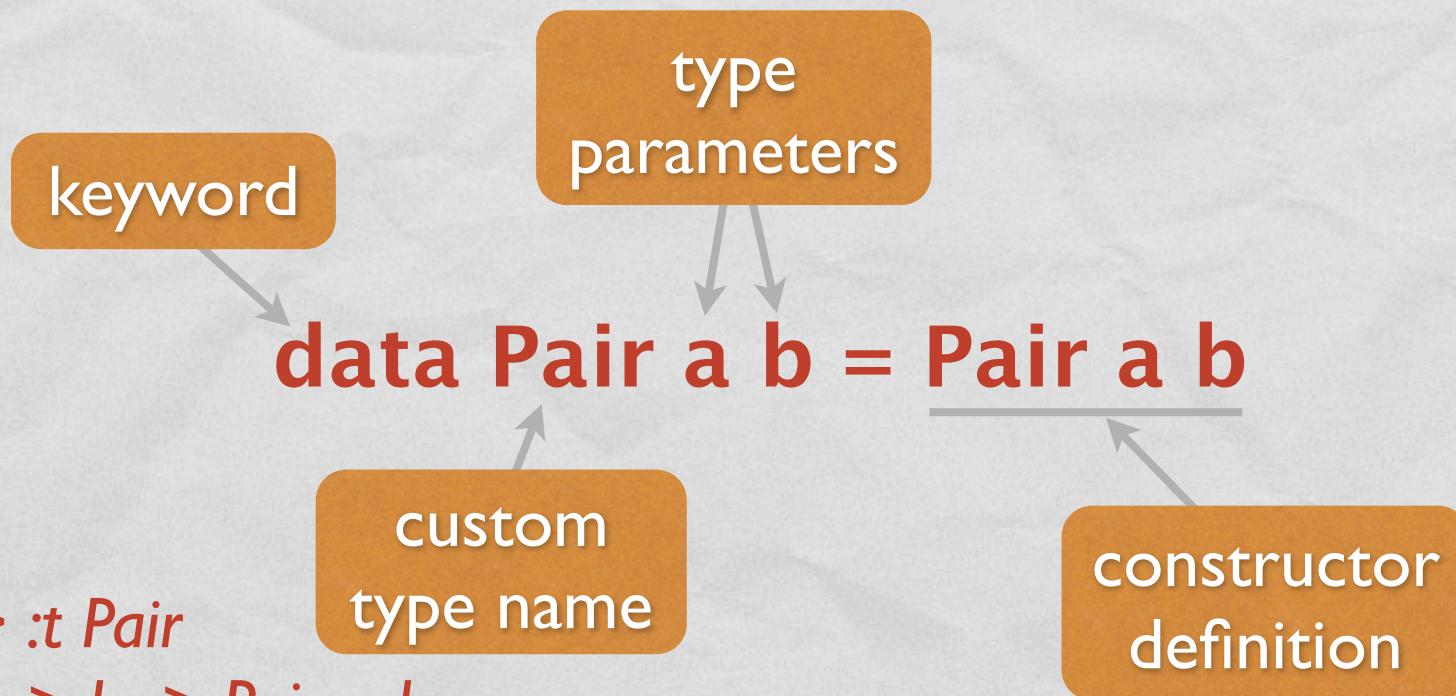 type
parameters
keyword
data Pair a b = Pair a b
custom
type name
constructor
definition
:t Pair